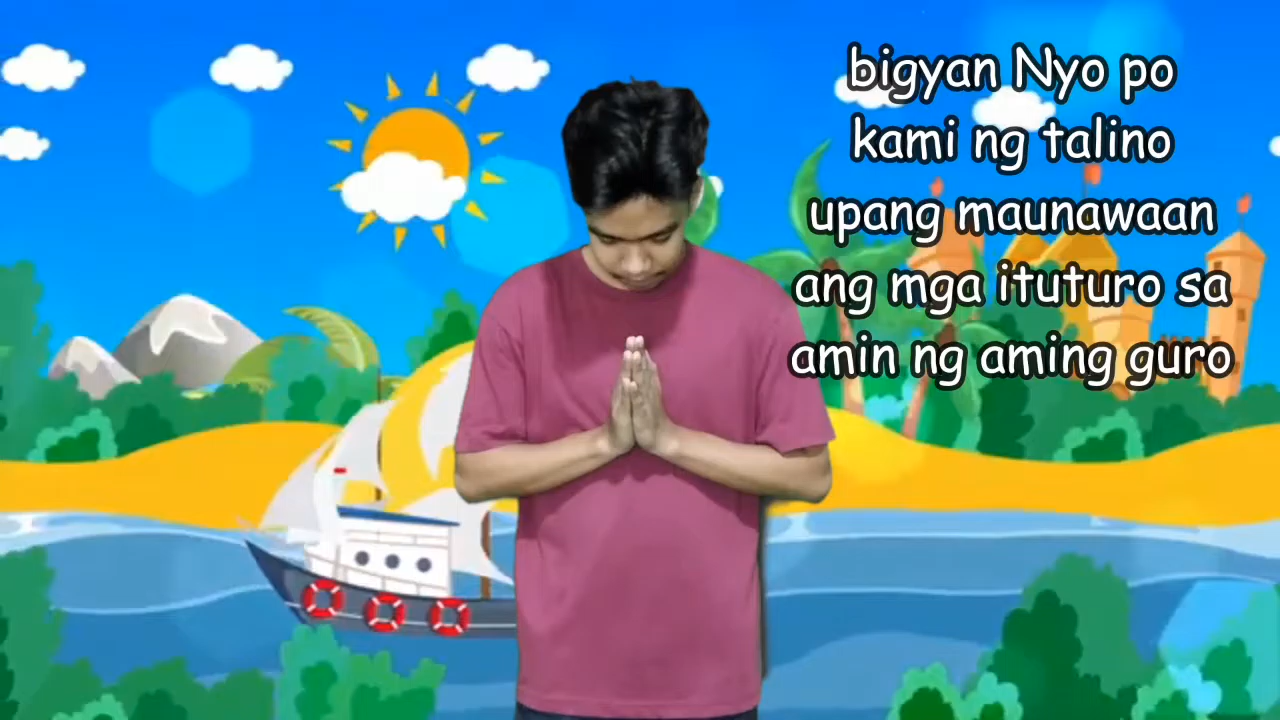 bigyan Nyo po
kami ng talino
upang maunawaan
ang mga ituturo sa
amin ng aming guro